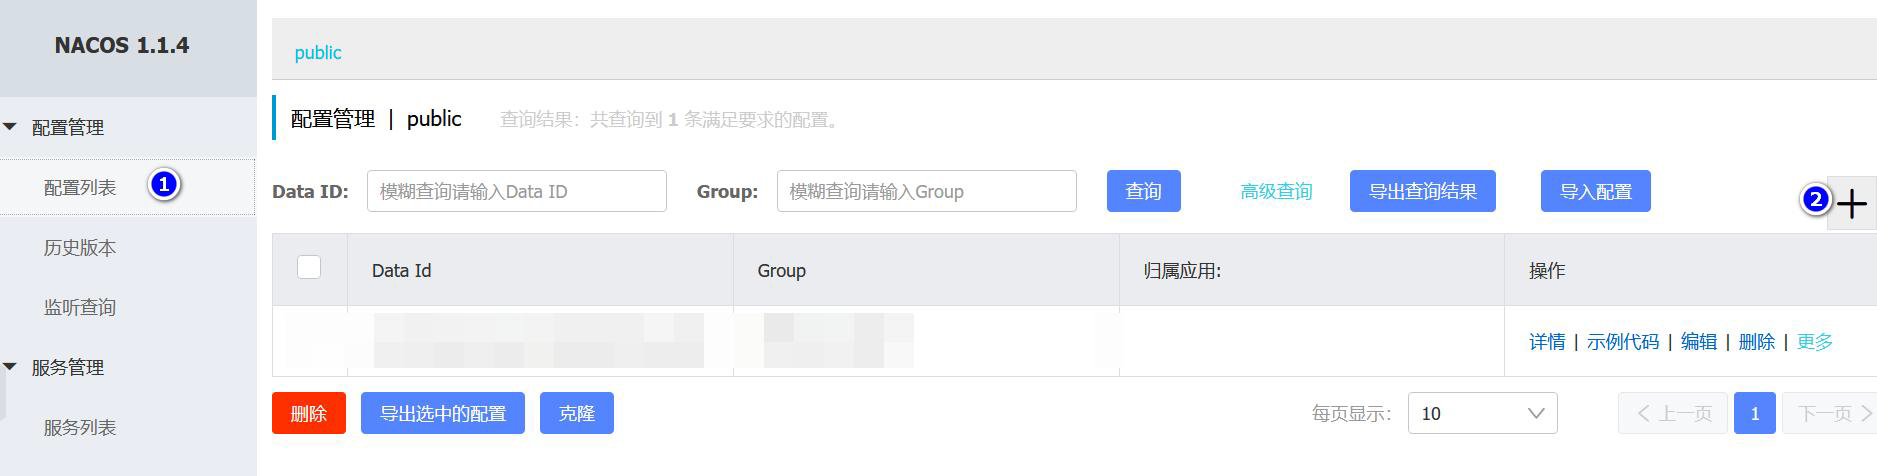 NACOS 1.1.4
public
配置管理
配置管理 | public 查询结果：共查询到 1 条满足要求的配置。
配置列表 1
Data ID: 模糊查询请输入Data ID Group: 模糊查询请输入Group 查询 高级查询 导出查询结果 导入配置 2 +
历史版本
Data Id Group 归属应用: 操作
监听查询
详情 | 示例代码 | 编辑 | 删除 | 更多
服务管理
删除 导出选中的配置 克隆 每页显示: 10 上一页 1 下一页
服务列表